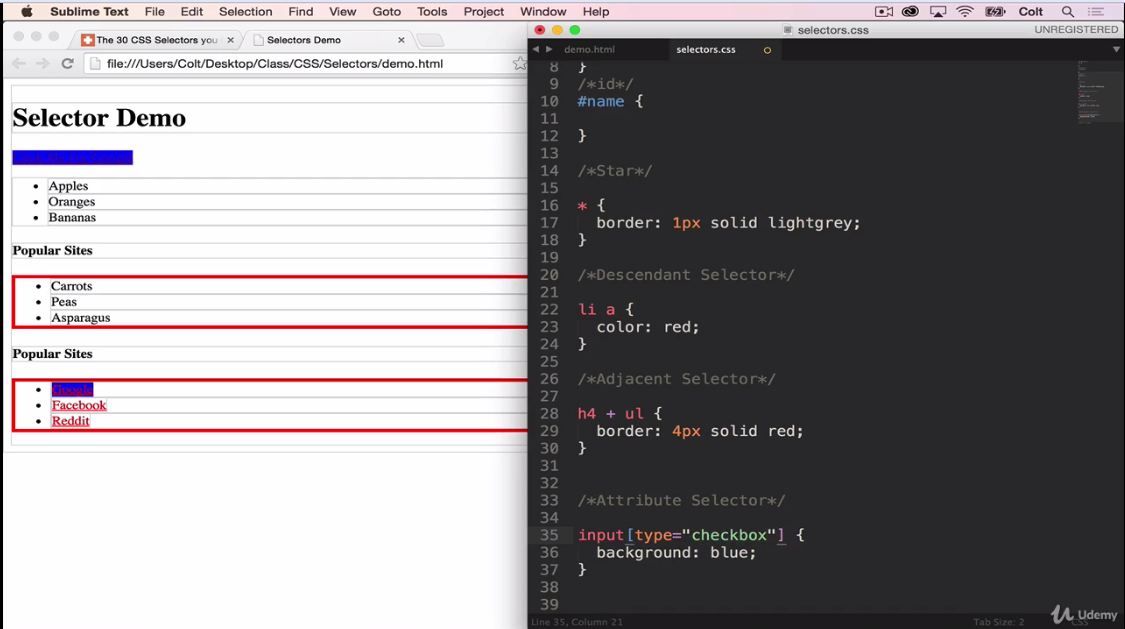 Sublime Text File Edit Selection Find View Goto Tools Project Window Help Colt
The 30 CSS Selectors you
Selectors Demo
file:///Users/Colt/Desktop/Class/CSS/Selectors/demo.html
Selector Demo
Apples
Oranges
Bananas
Popular Sites
Carrots
Peas
Asparagus
Popular Sites
Google
Facebook
Reddit
selectors.css
UNREGISTERED
demo.html
selectors.css
8 }
9 /*id*/
10 #name {
11
12 }
13
14 /*Star*/
15
16 * {
17 border: 1px solid lightgrey;
18 }
19
20 /*Descendant Selector*/
21
22 li a {
23 color: red;
24 }
25
26 /*Adjacent Selector*/
27
28 h4 + ul {
29 border: 4px solid red;
30 }
31
32
33 /*Attribute Selector*/
34
35 input[type="checkbox"] {
36 background: blue;
37 }
38
39
Line 35, Column 21
Tab Size: 2
CSS
Udemy